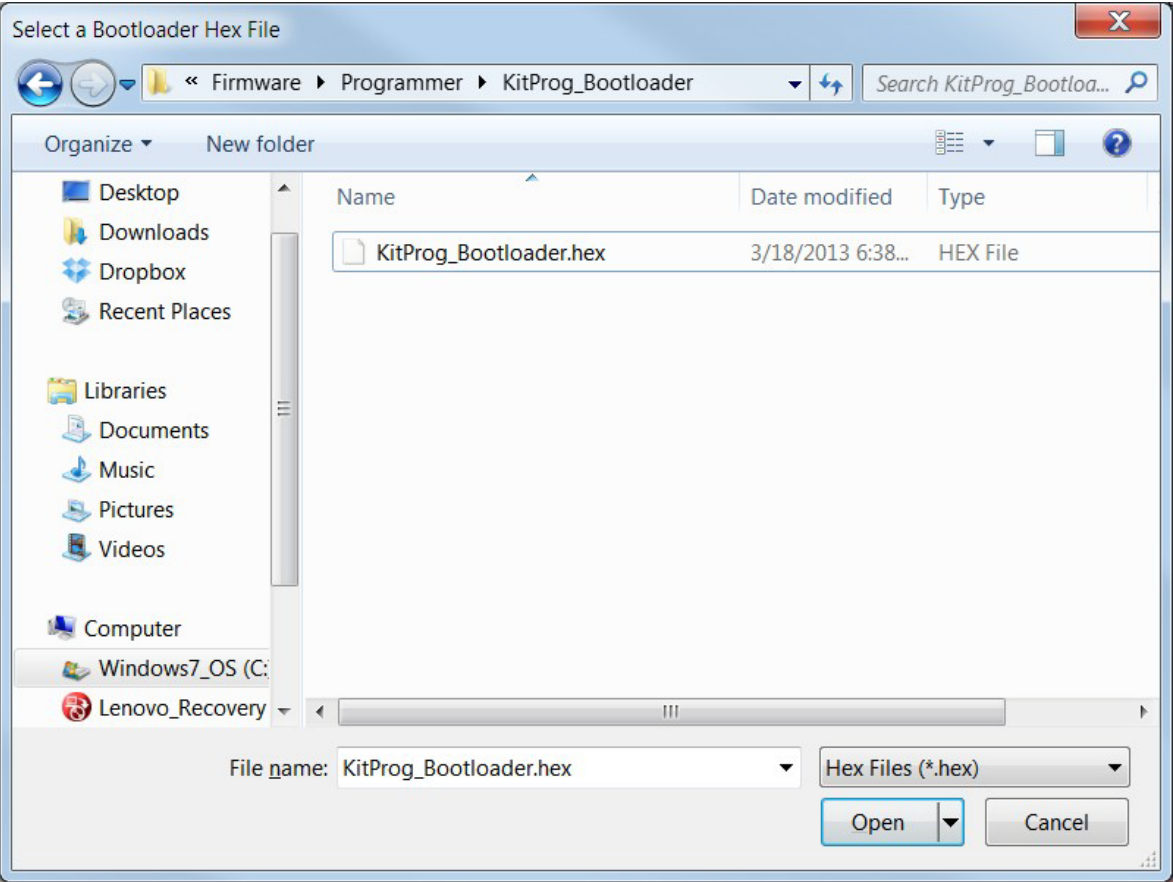 Select a Bootloader Hex File
« Firmware Programmer KitProg_Bootloader Search KitProg_Bootloa...
Organize New folder
Desktop
Downloads
Dropbox
Recent Places
Libraries
Documents
Music
Pictures
Videos
Computer
Windows7_OS (C:
Lenovo_Recovery
Name Date modified Type
KitProg_Bootloader.hex 3/18/2013 6:38... HEX File
File name: KitProg_Bootloader.hex Hex Files (*.hex)
Open Cancel